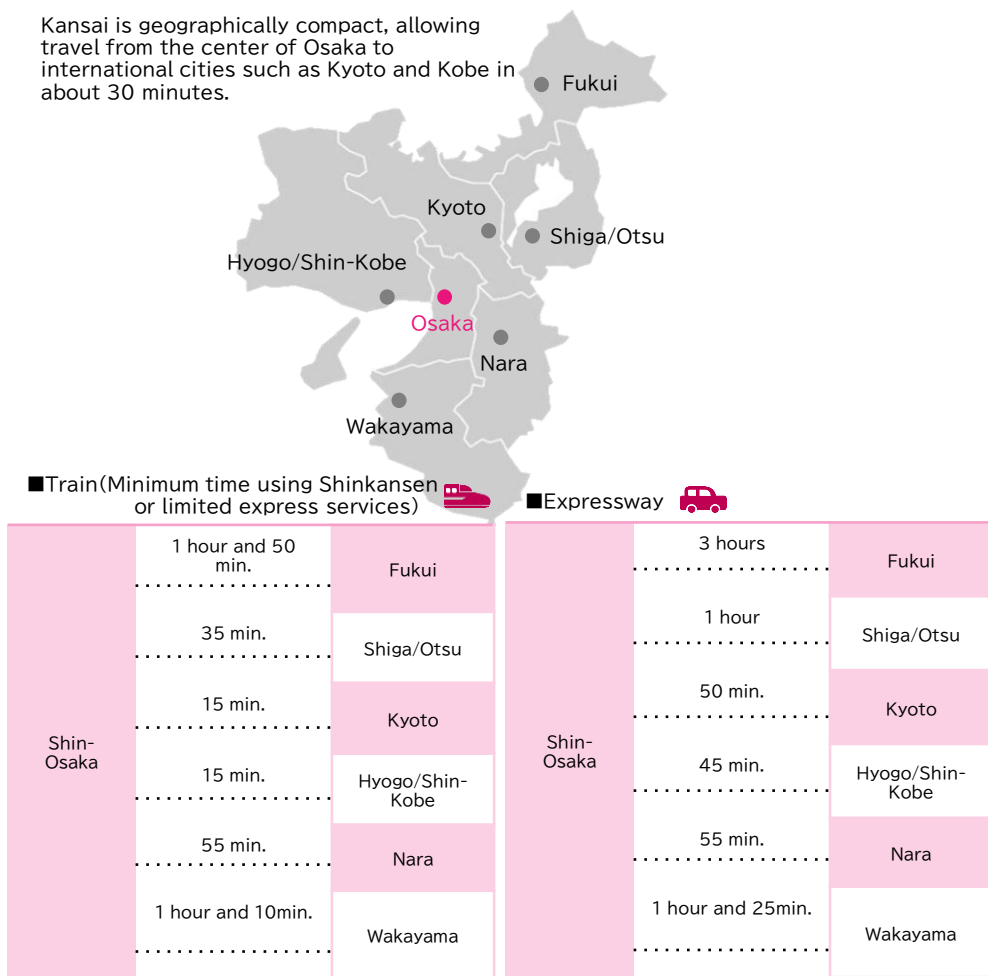 Kansai is geographically compact, allowing
travel from the center of Osaka to
international cities such as Kyoto and Kobe in
about 30 minutes.
Fukui
Kyoto
Shiga/Otsu
Hyogo/Shin-Kobe
Osaka
Nara
Wakayama
■Train(Minimum time using Shinkansen
or limited express services)
Shin-
Osaka
1 hour and 50
min.
Fukui
35 min.
Shiga/Otsu
15 min.
Kyoto
15 min.
Hyogo/Shin-
Kobe
55 min.
Nara
1 hour and 10min.
Wakayama
■Expressway
Shin-
Osaka
3 hours
Fukui
1 hour
Shiga/Otsu
50 min.
Kyoto
45 min.
Hyogo/Shin-
Kobe
55 min.
Nara
1 hour and 25min.
Wakayama